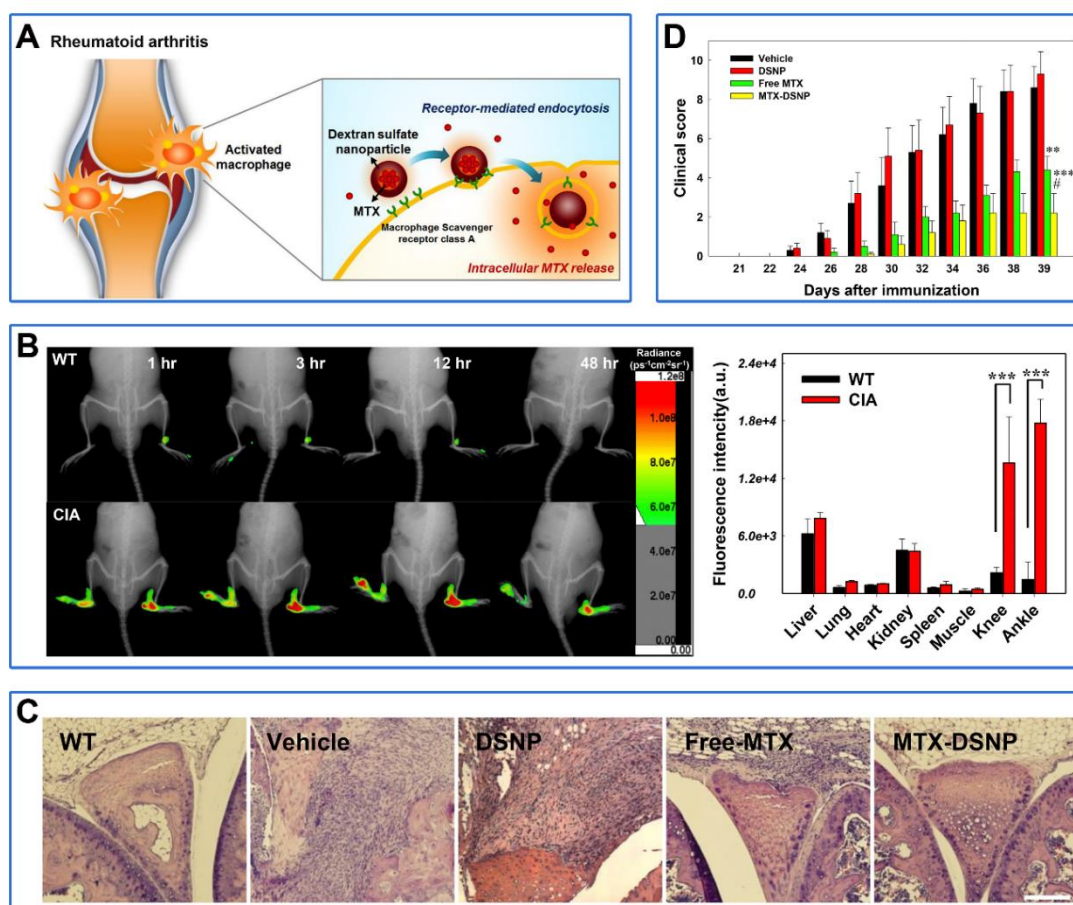 A
Rheumatoid arthritis
Activated
macrophage
Receptor-mediated endocytosis
Dextran sulfate
nanoparticle
MTX
Macrophage Scavenger
receptor class A
Intracellular MTX release
D
Vehicle
DSNP
Free MTX
MTX-DSNP
Clinical score
10
8
6
4
2
0
**
***
#
21 22 24 26 28 30 32 34 36 38 39
Days after immunization
B
WT
1 hr 3 hr 12 hr 48 hr
CIA
Radiance
(ps⁻¹cm⁻²sr⁻¹)
1.2e8
1.0e8
8.0e7
6.0e7
4.0e7
2.0e7
0.00
0.00
Fluorescence intencity(a.u.)
2.4e+4
1.8e+4
1.2e+4
6.0e+3
0.0
WT
CIA
*** ***
Liver Lung Heart Kidney Spleen Muscle Knee Ankle
C
WT Vehicle DSNP Free-MTX MTX-DSNP